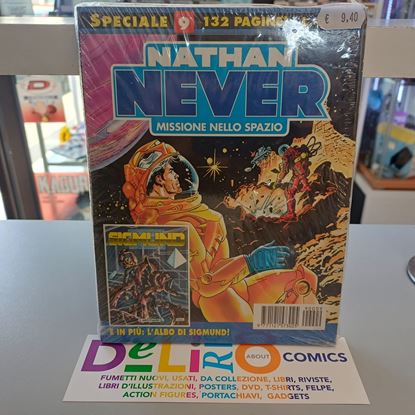 SPECIALE 9 132 PAGINE
€ 9,40
NATHAN
NEVER
MISSIONE NELLO SPAZIO
SIGMUND
E IN PIÙ: L'ALBO DI SIGMUND!
DeLiRO ABOUT COMICS
FUMETTI NUOVI, USATI, DA COLLEZIONE, LIBRI, RIVISTE,
LIBRI D'ILLUSTRAZIONI, POSTERS, DVD, T-SHIRTS, FELPE,
ACTION FIGURES, PORTACHIAVI, GADGETS